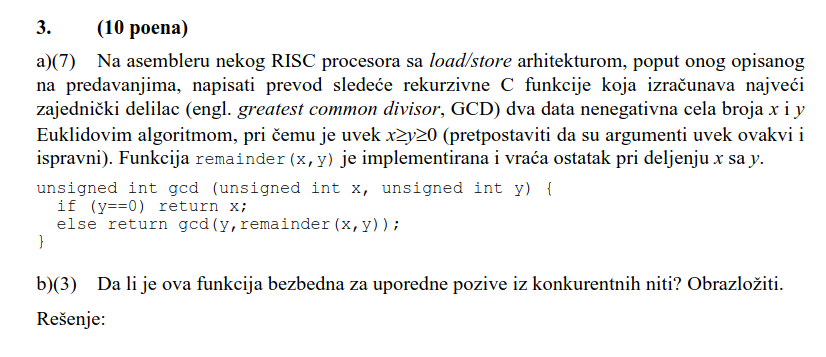 3. (10 poena)
a)(7) Na asembleru nekog RISC procesora sa load/store arhitekturom, poput onog opisanog
na predavanjima, napisati prevod sledeće rekurzivne C funkcije koja izračunava najveći
zajednički delilac (engl. greatest common divisor, GCD) dva data nenegativna cela broja x i y
Euklidovim algoritmom, pri čemu je uvek x≥y≥0 (pretpostaviti da su argumenti uvek ovakvi i
ispravni). Funkcija remainder(x,y) je implementirana i vraća ostatak pri deljenju x sa y.
unsigned int gcd (unsigned int x, unsigned int y) {
  if (y==0) return x;
  else return gcd(y,remainder(x,y));
}
b)(3) Da li je ova funkcija bezbedna za uporedne pozive iz konkurentnih niti? Obrazložiti.
Rešenje: